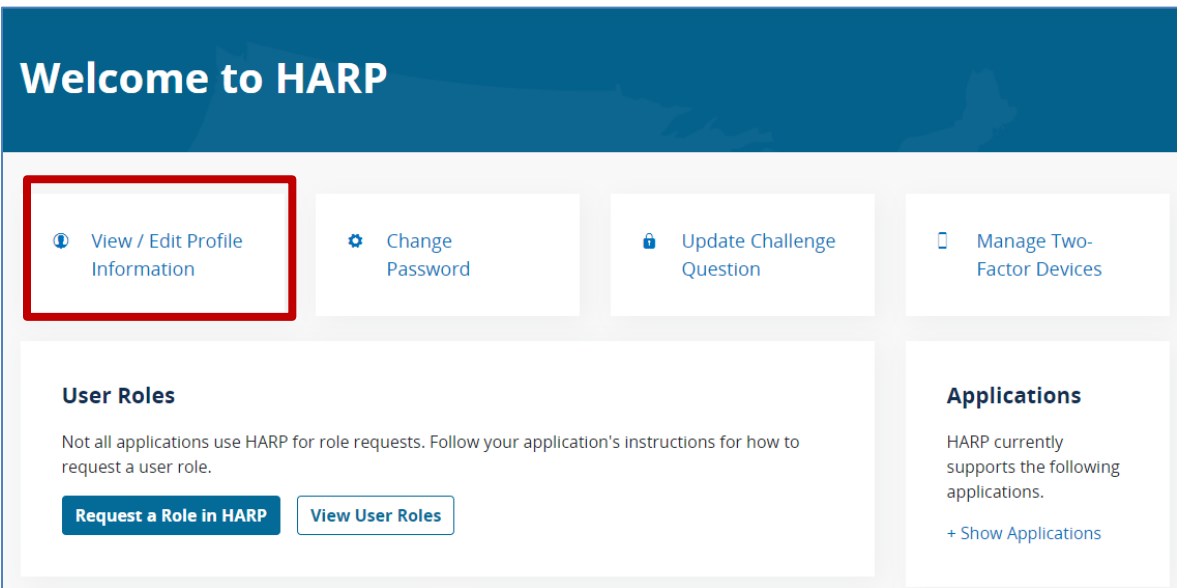 Welcome to HARP
View / Edit Profile
Information
Change
Password
Update Challenge
Question
Manage Two-
Factor Devices
User Roles
Not all applications use HARP for role requests. Follow your application's instructions for how to
request a user role.
Request a Role in HARP
View User Roles
Applications
HARP currently
supports the following
applications.
+ Show Applications